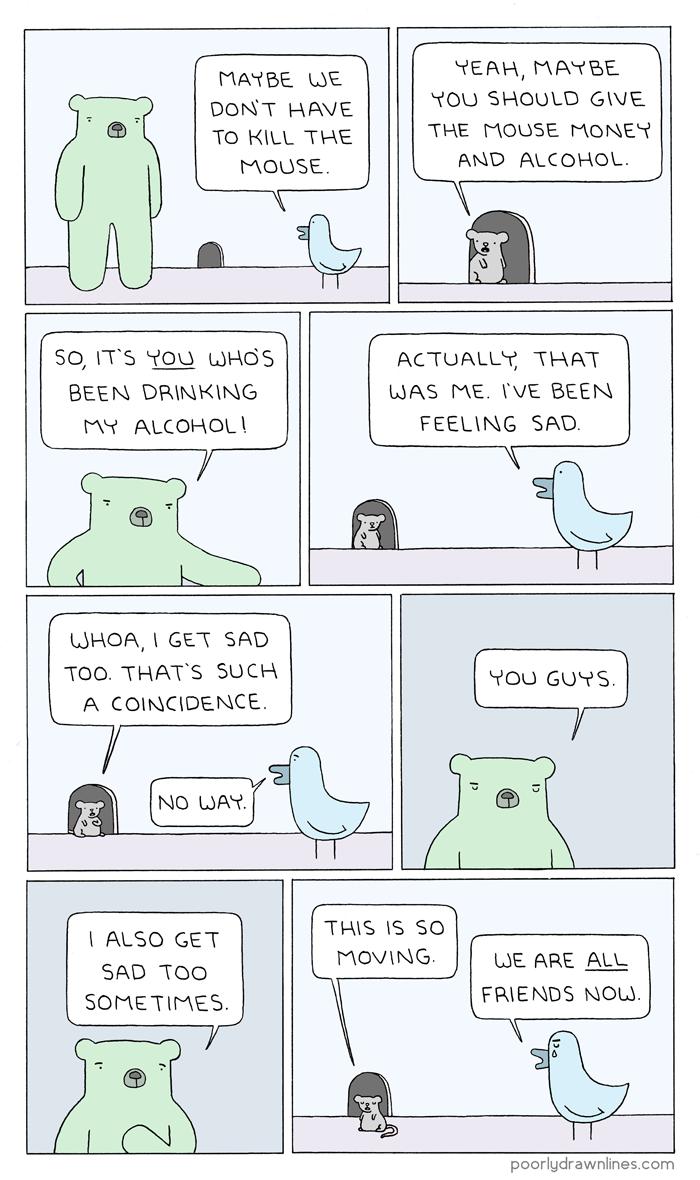 MAYBE WE
DON'T HAVE
TO KILL THE
MOUSE.
YEAH, MAYBE
YOU SHOULD GIVE
THE MOUSE MONEY
AND ALCOHOL.
SO, IT'S YOU WHO'S
BEEN DRINKING
MY ALCOHOL!
ACTUALLY, THAT
WAS ME. I'VE BEEN
FEELING SAD.
WHOA, I GET SAD
TOO. THAT'S SUCH
A COINCIDENCE.
NO WAY.
YOU GUYS.
I ALSO GET
SAD TOO
SOMETIMES.
THIS IS SO
MOVING.
WE ARE ALL
FRIENDS NOW.
poorlydrawnlines.com